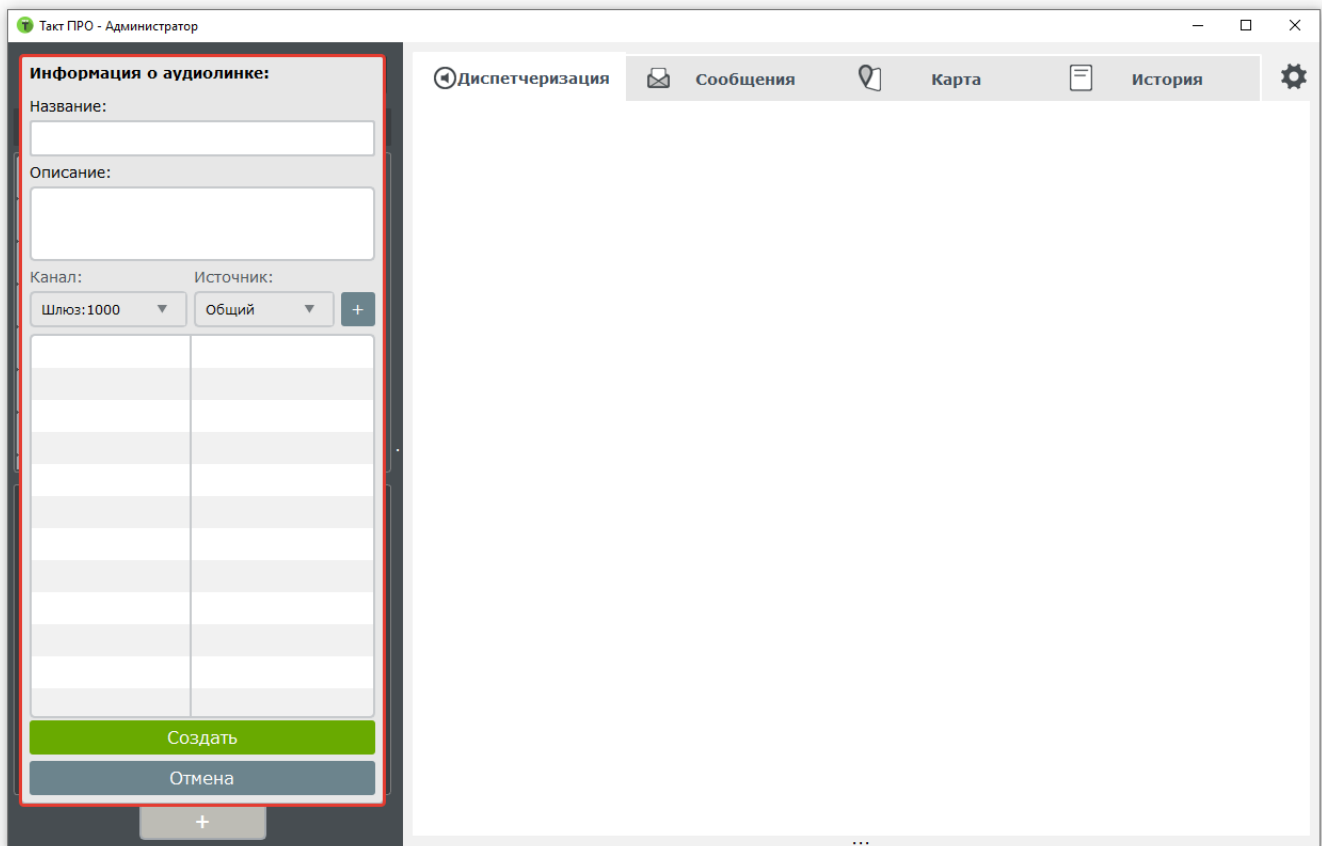 Такт ПРО - Администратор
Информация о аудиолинке:
Название:
Описание:
Канал: Источник:
Шлюз:1000 Общий +
Создать
Отмена
+
Диспетчеризация Сообщения Карта История
...